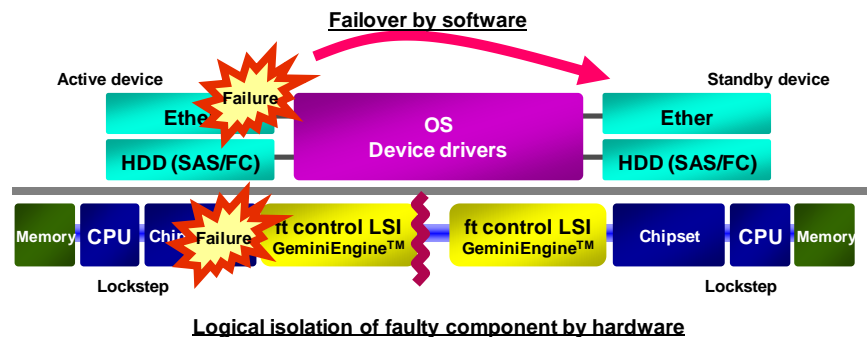 Failover by software
Active device
Standby device
Failure
Ethe
OS
Device drivers
Ether
HDD (SAS/FC)
HDD (SAS/FC)
Memory
CPU
Chip
Failure
ft control LSI
GeminiEngine™
ft control LSI
GeminiEngine™
Chipset
CPU
Memory
Lockstep
Lockstep
Logical isolation of faulty component by hardware